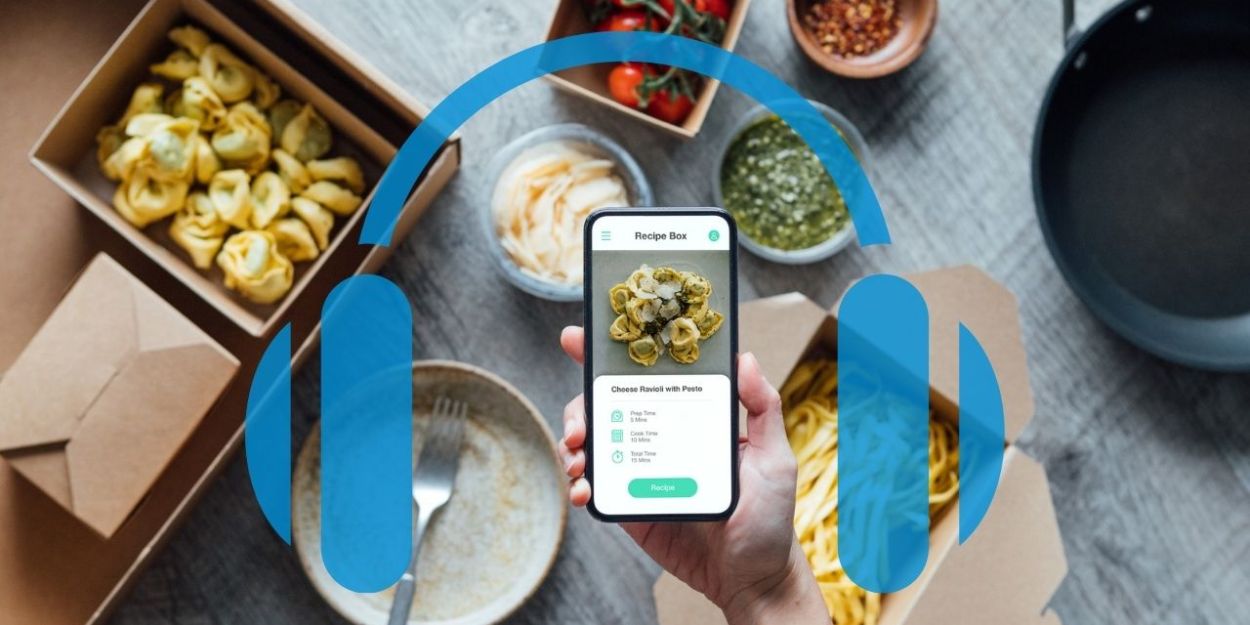 Recipe Box
Cheese Ravioli with Pesto
Prep Time
5 Mins
Cook Time
10 Mins
Total Time
15 Mins
Recipe